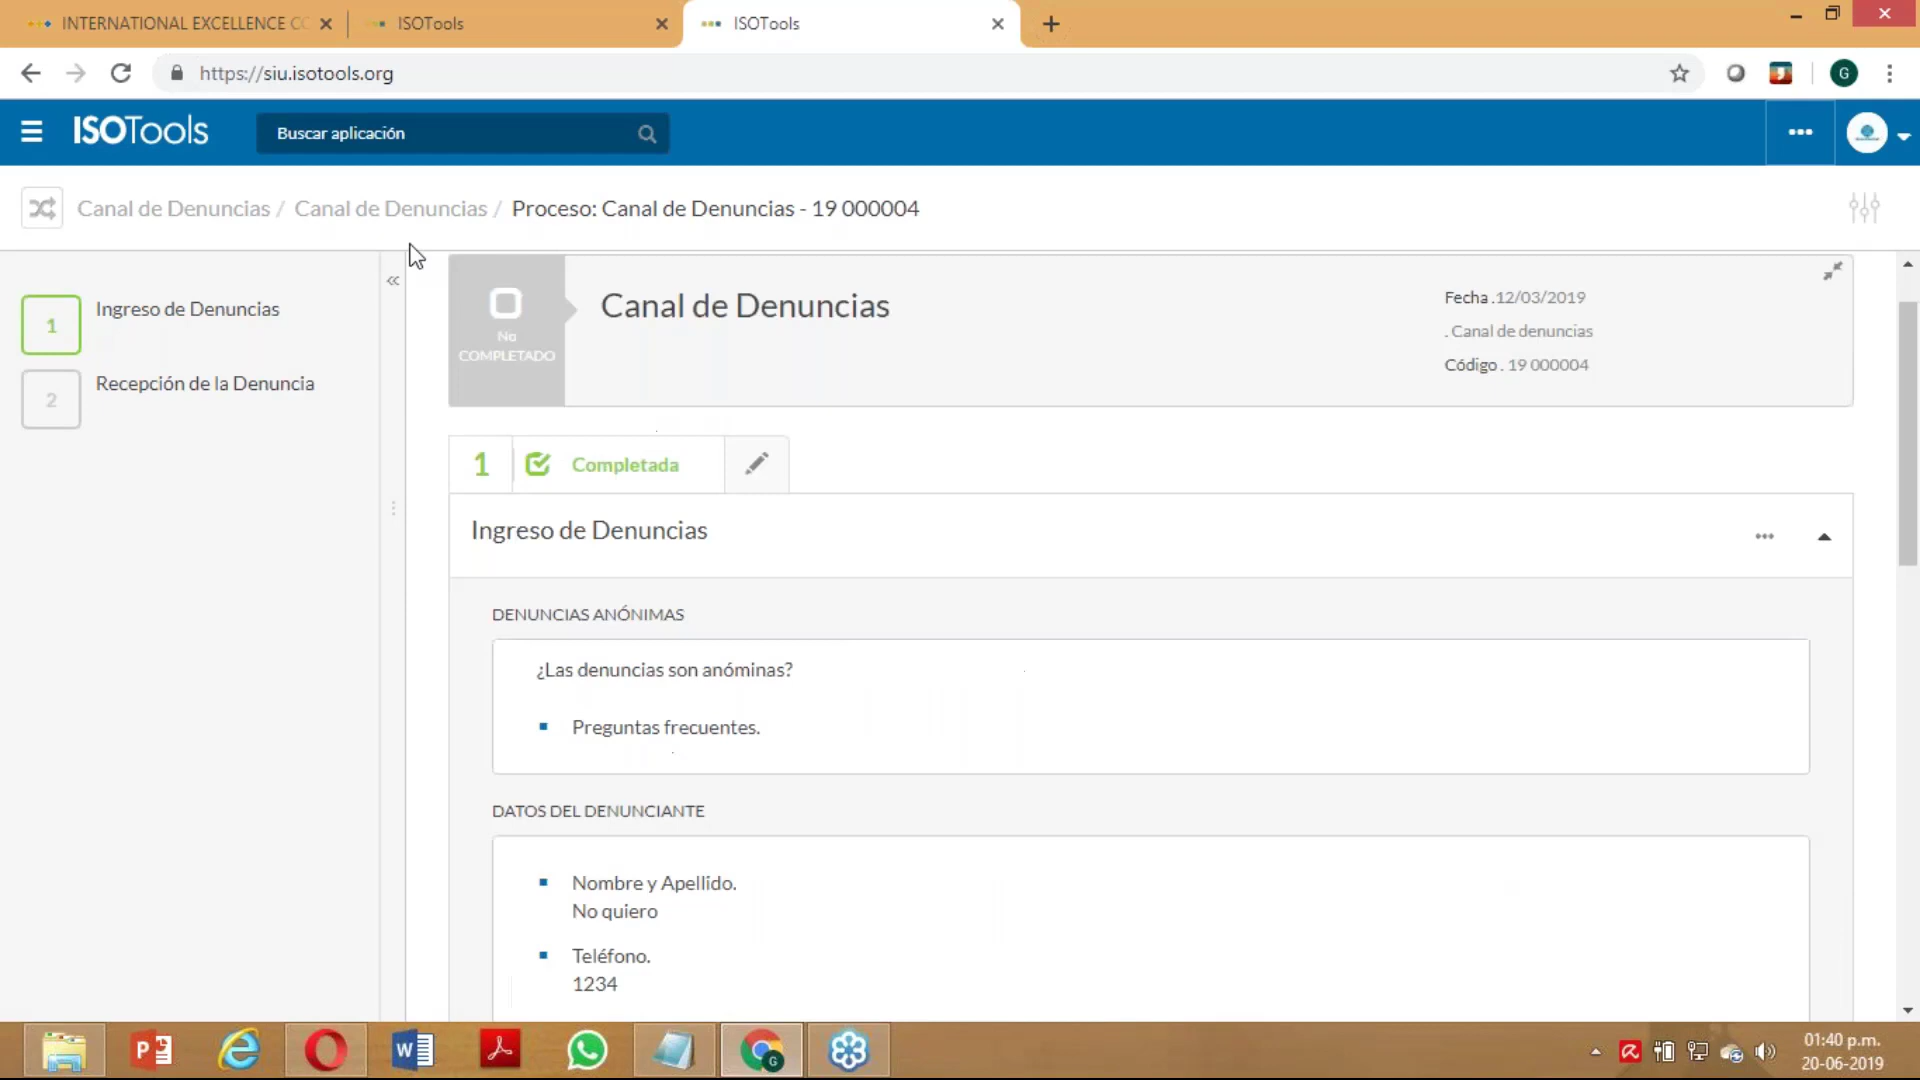 INTERNATIONAL EXCELLENCE CO
ISOTools
ISOTools
https://siu.isotools.org
G
ISOTools
Buscar aplicación
Canal de Denuncias / Canal de Denuncias / Proceso: Canal de Denuncias - 19 000004
1
Ingreso de Denuncias
2
Recepción de la Denuncia
No
COMPLETADO
Canal de Denuncias
Fecha .12/03/2019
. Canal de denuncias
Código . 19 000004
1
Completada
Ingreso de Denuncias
DENUNCIAS ANÓNIMAS
¿Las denuncias son anóminas?
Preguntas frecuentes.
DATOS DEL DENUNCIANTE
Nombre y Apellido.
No quiero
Teléfono.
1234
01:40 p.m.
20-06-2019